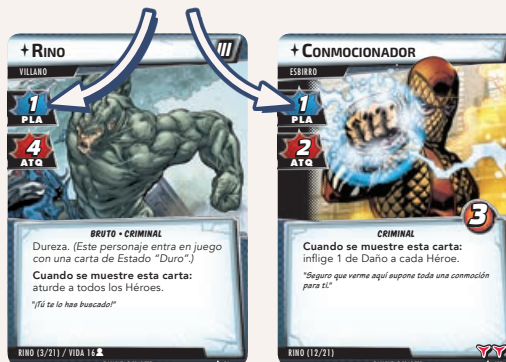 RINO
III
VILLANO
1
PLA
4
ATQ
BRUTO • CRIMINAL
Dureza. (Este personaje entra en juego
con una carta de Estado "Duro".)
Cuando se muestre esta carta:
aturde a todos los Héroes.
"¡Tú te lo has buscado!"
RINO (3/21) / VIDA 16
CONMOCIONADOR
ESBIRRO
1
PLA
2
ATQ
3
CRIMINAL
Cuando se muestre esta carta:
inflige 1 de Daño a cada Héroe.
"Seguro que verme aquí supone toda una conmoción
para ti."
RINO (12/21)